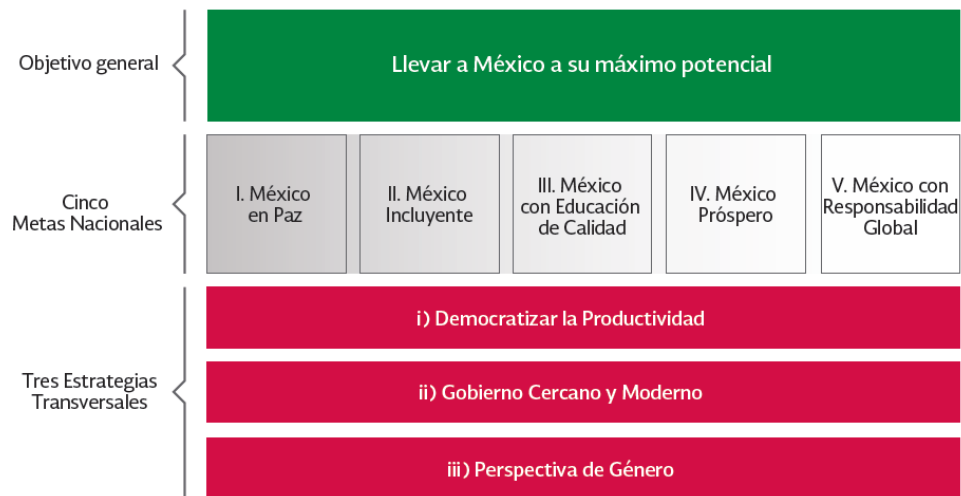 Objetivo general
Llevar a México a su máximo potencial
Cinco
Metas Nacionales
I. México
en Paz
II. México
Incluyente
III. México
con Educación
de Calidad
IV. México
Próspero
V. México con
Responsabilidad
Global
Tres Estrategias
Transversales
i) Democratizar la Productividad
ii) Gobierno Cercano y Moderno
iii) Perspectiva de Género